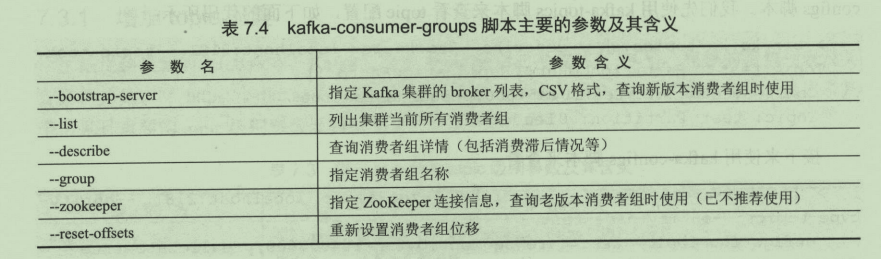 表 7.4 kafka-consumer-groups 脚本主要的参数及其含义
参 数 名 参 数 含 义
--bootstrap-server 指定 Kafka 集群的 broker 列表，CSV 格式，查询新版本消费者组时使用
--list 列出集群当前所有消费者组
--describe 查询消费者组详情（包括消费滞后情况等）
--group 指定消费者组名称
--zookeeper 指定 ZooKeeper 连接信息，查询老版本消费者组时使用（已不推荐使用）
--reset-offsets 重新设置消费者组位移